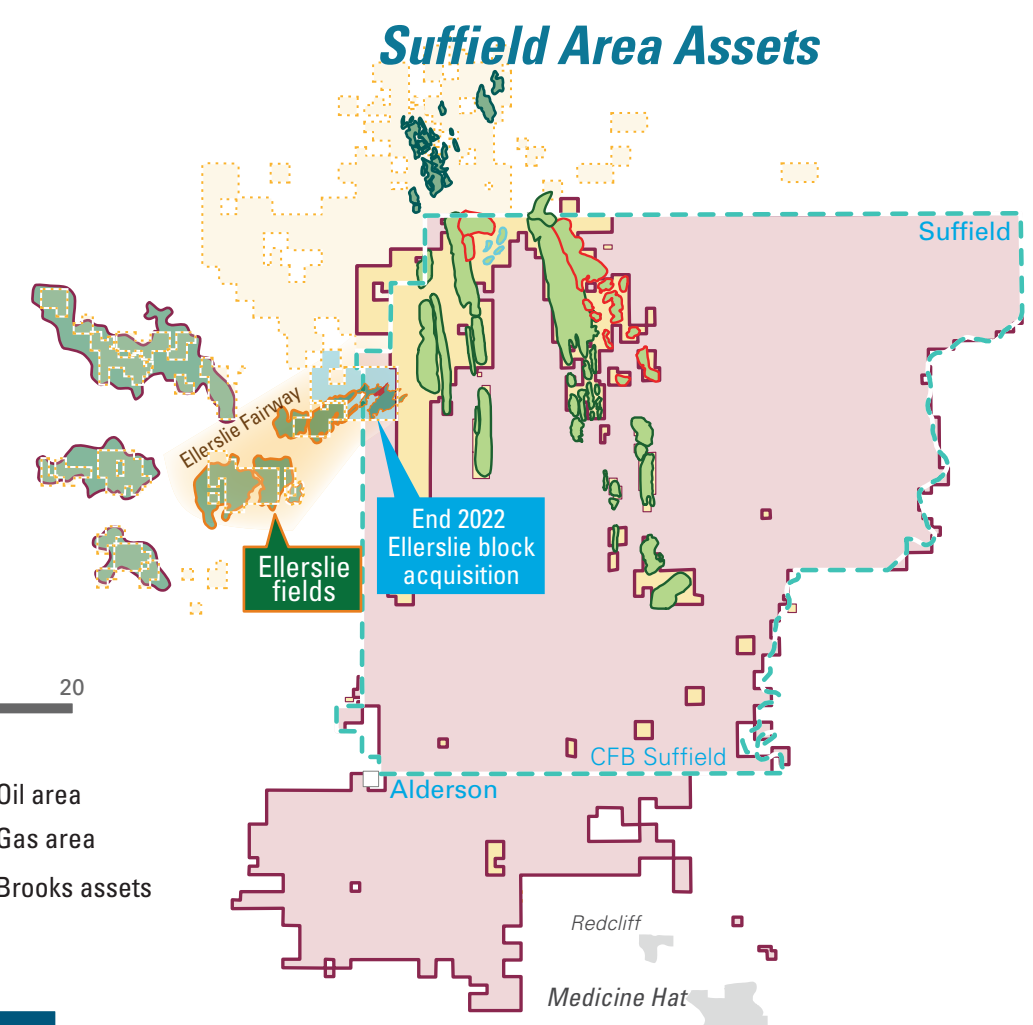 Suffield Area Assets
Suffield
Ellerslie Fairway
End 2022
Ellerslie block
acquisition
Ellerslie
fields
20
CFB Suffield
Alderson
Oil area
Gas area
Brooks assets
Redcliff
Medicine Hat